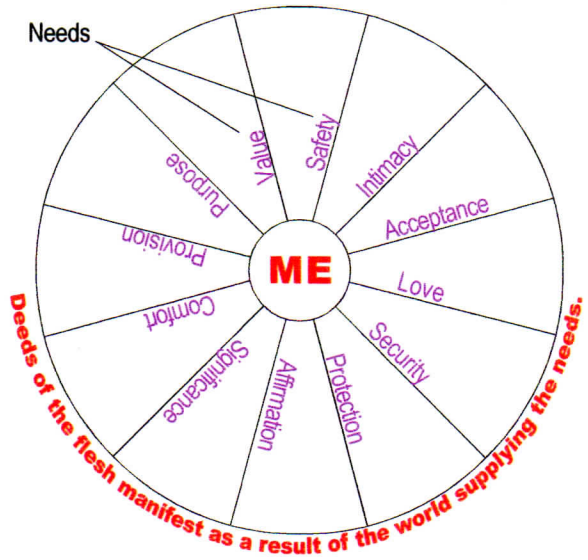 Needs
Safety
Intimacy
Acceptance
Love
Security
Protection
Affirmation
Significance
Comfort
Provision
Purpose
Value
ME
Deeds of the flesh manifest as a result of the world supplying the needs.